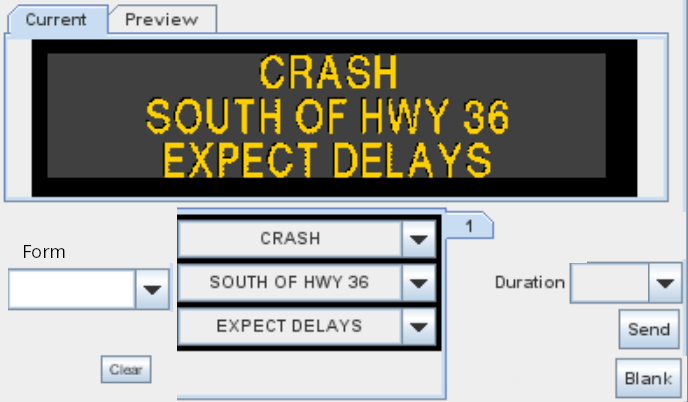 Current Preview
CRASH
SOUTH OF HWY 36
EXPECT DELAYS
1
Form
CRASH
SOUTH OF HWY 36
EXPECT DELAYS
Duration
Send
Clear
Blank